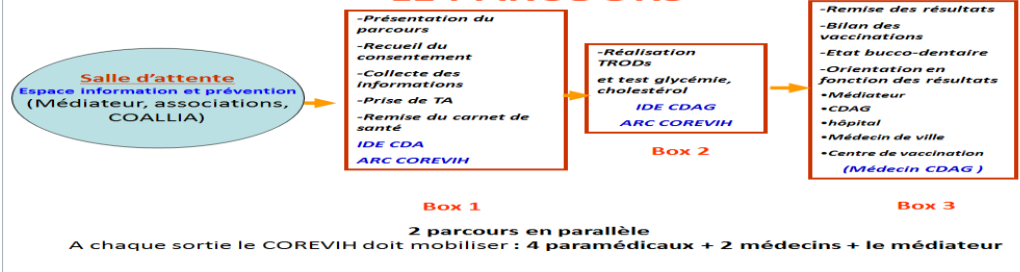 Salle d'attente
Espace information et prévention
(Médiateur, associations,
COALLIA)
-Présentation du
parcours
-Recueil du
consentement
-Collecte des
informations
-Prise de TA
-Remise du carnet de
santé
IDE CDA
ARC COREVIH
Box 1
-Réalisation
TRODs
et test glycémie,
cholestérol
IDE CDAG
ARC COREVIH
Box 2
-Remise des résultats
-Bilan des
vaccinations
-Etat bucco-dentaire
-Orientation en
fonction des résultats
•Médiateur
•CDAG
•hôpital
•Médecin de ville
•Centre de vaccination
(Médecin CDAG )
Box 3
2 parcours en parallèle
A chaque sortie le COREVIH doit mobiliser : 4 paramédicaux + 2 médecins + le médiateur